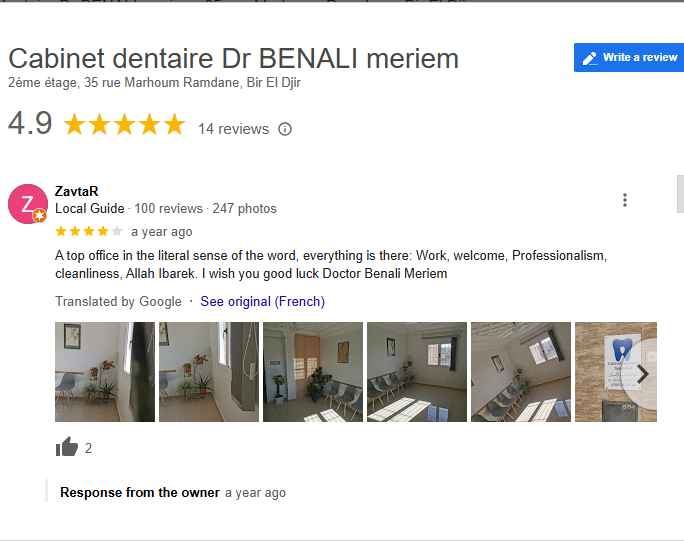 Cabinet dentaire Dr BENALI meriem
Write a review
2ème étage, 35 rue Marhoum Ramdane, Bir El Djir
4.9
14 reviews
Z
ZavtaR
Local Guide · 100 reviews · 247 photos
a year ago
A top office in the literal sense of the word, everything is there: Work, welcome, Professionalism,
cleanliness, Allah Ibarek. I wish you good luck Doctor Benali Meriem
Translated by Google · See original (French)
2
Response from the owner a year ago